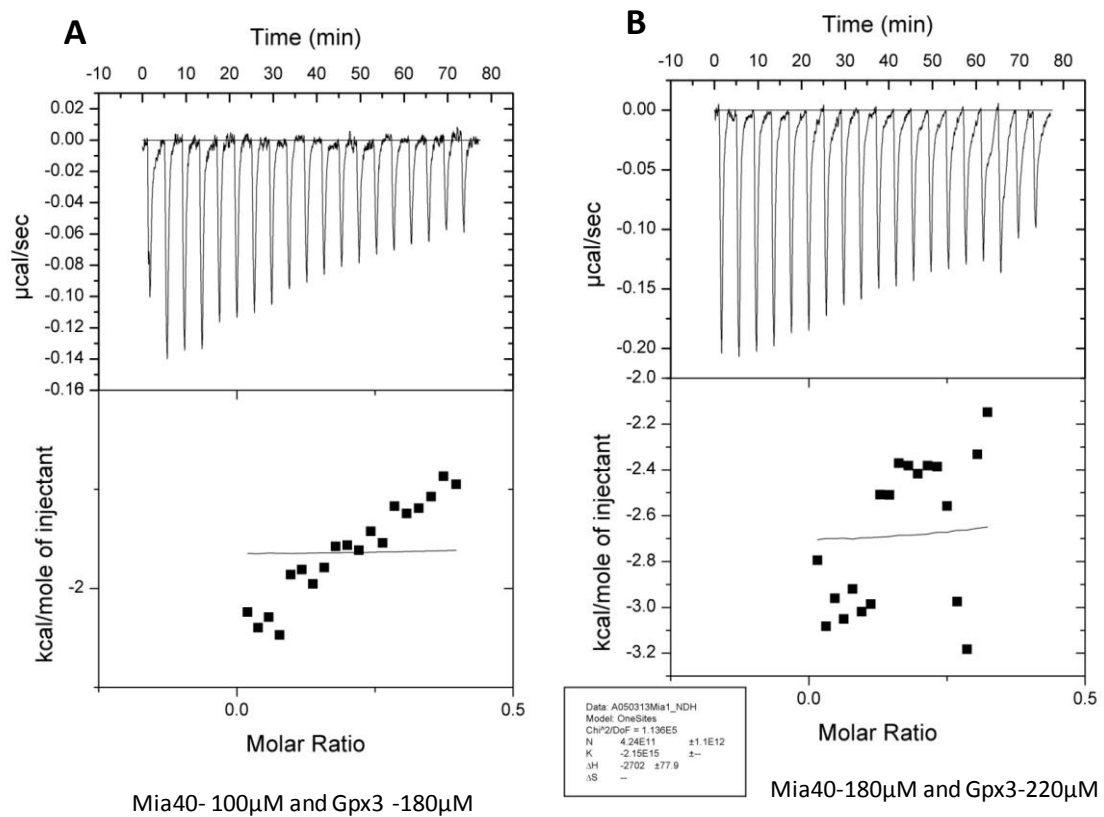 A
Time (min)
-10 0 10 20 30 40 50 60 70 80
0.02
0.00
-0.02
-0.04
-0.06
-0.08
-0.10
-0.12
-0.14
-0.16
µcal/sec
-2
kcal/mole of injectant
0.0 0.5
Molar Ratio
Mia40- 100µM and Gpx3 -180µM
B
Time (min)
-10 0 10 20 30 40 50 60 70 80
0.00
-0.05
-0.10
-0.15
-0.20
µcal/sec
-2.0
-2.2
-2.4
-2.6
-2.8
-3.0
-3.2
kcal/mole of injectant
0.0 0.5
Molar Ratio
Data: A050313Mia1_NDH
Model: OneSites
Chi^2/DoF = 1.136E5
N 4.24E11 ±1.1E12
K -2.15E15 ±--
ΔH -2702 ±77.9
ΔS --
Mia40-180µM and Gpx3-220µM